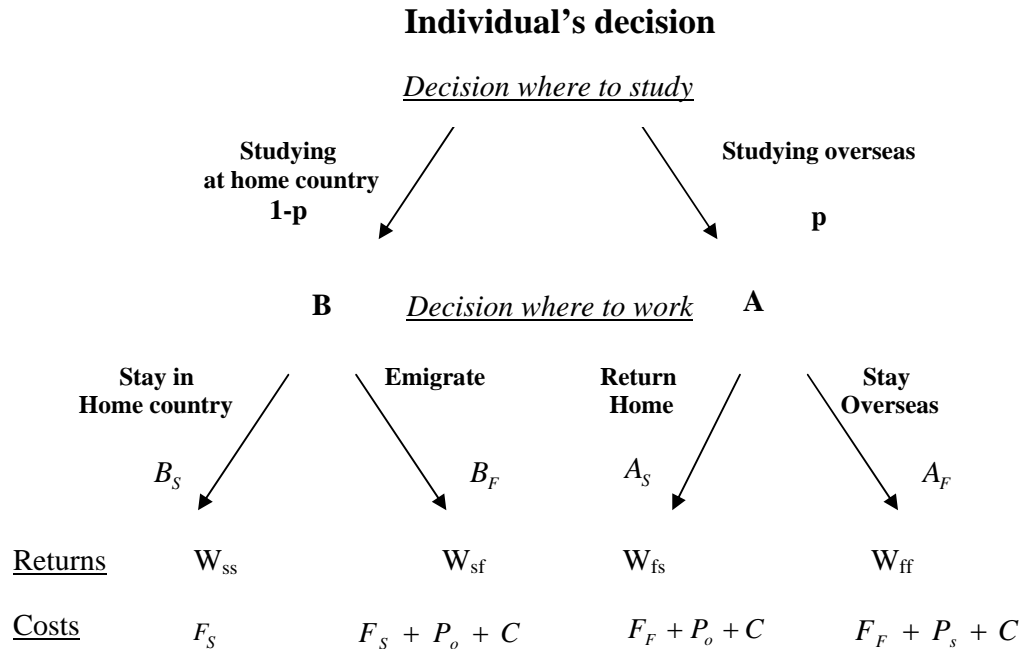 Individual’s decision
Decision where to study
Studying
at home country
1-p
Studying overseas
p
B
Decision where to work
A
Stay in
Home country
Emigrate
Return
Home
Stay
Overseas
B_S
B_F
A_S
A_F
Returns W_ss W_sf W_fs W_ff
Costs F_S F_S + P_o + C F_F + P_o + C F_F + P_s + C